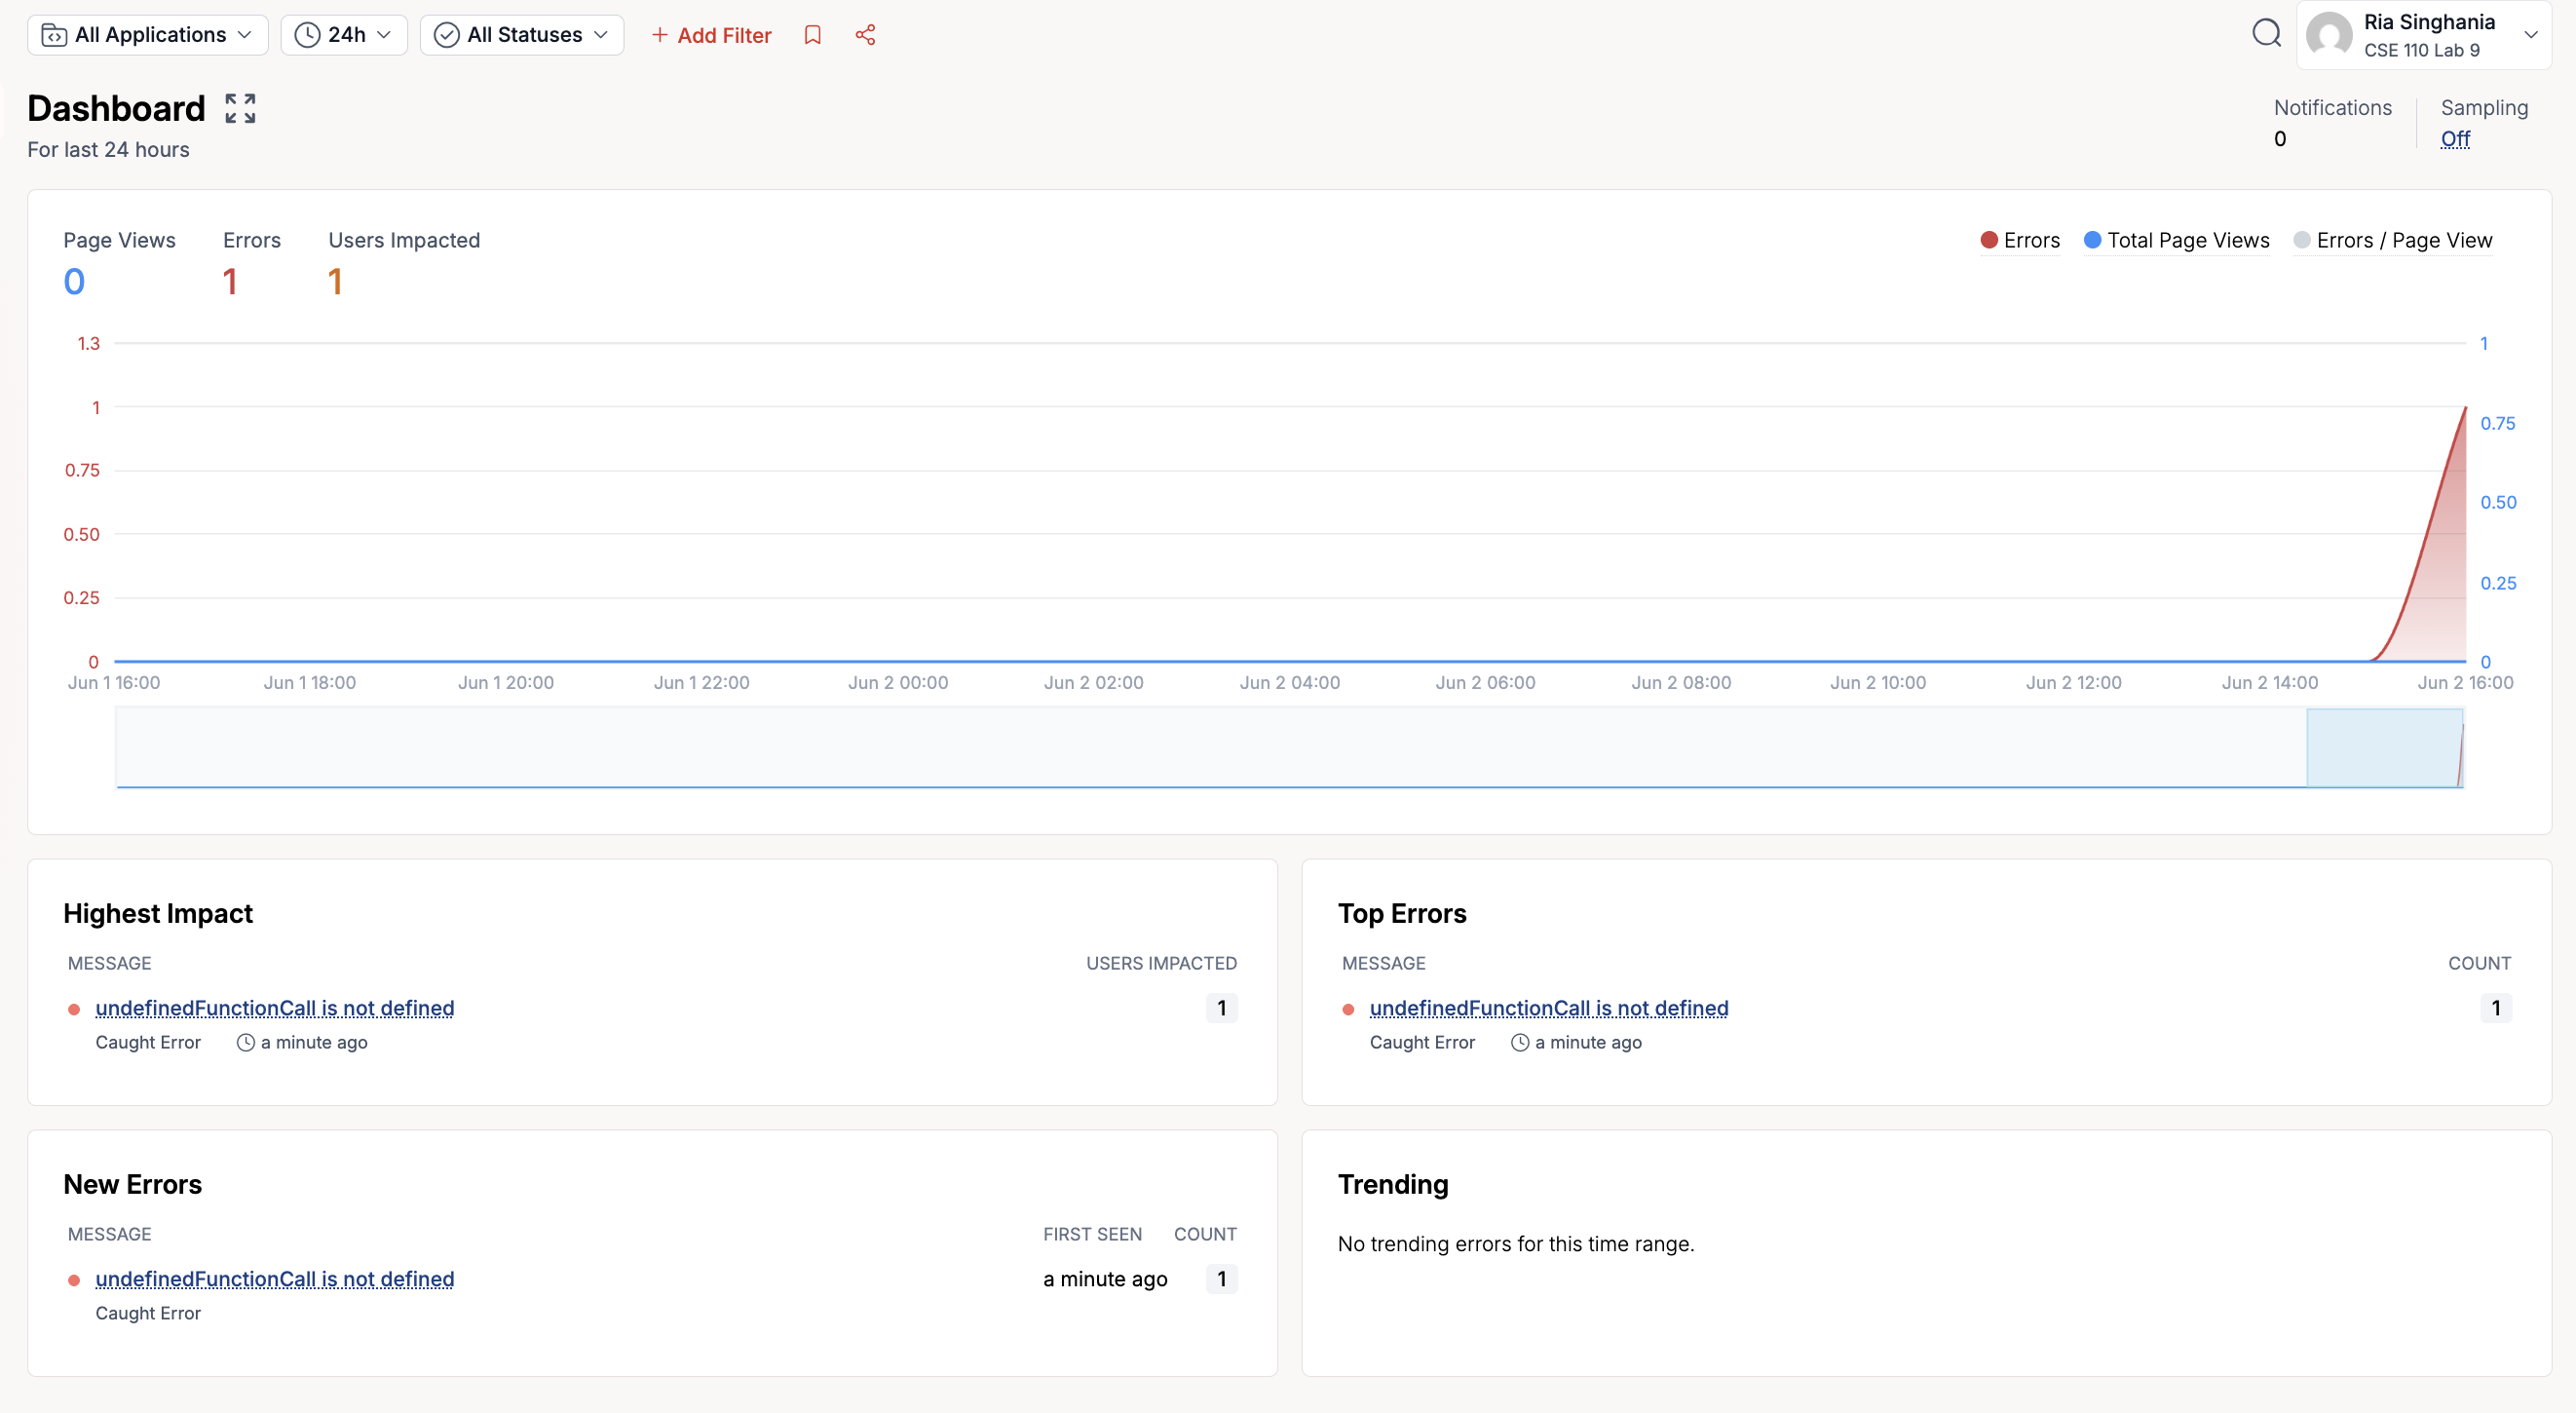 All Applications 24h All Statuses + Add Filter
Ria Singhania
CSE 110 Lab 9
Dashboard
For last 24 hours
Notifications
0
Sampling
Off
Page Views Errors Users Impacted
0 1 1
Errors Total Page Views Errors / Page View
1.3
1
0.75
0.50
0.25
0
1
0.75
0.50
0.25
0
Jun 1 16:00 Jun 1 18:00 Jun 1 20:00 Jun 1 22:00 Jun 2 00:00 Jun 2 02:00 Jun 2 04:00 Jun 2 06:00 Jun 2 08:00 Jun 2 10:00 Jun 2 12:00 Jun 2 14:00 Jun 2 16:00
Highest Impact
MESSAGE USERS IMPACTED
undefinedFunctionCall is not defined 1
Caught Error a minute ago
Top Errors
MESSAGE COUNT
undefinedFunctionCall is not defined 1
Caught Error a minute ago
New Errors
MESSAGE FIRST SEEN COUNT
undefinedFunctionCall is not defined a minute ago 1
Caught Error
Trending
No trending errors for this time range.